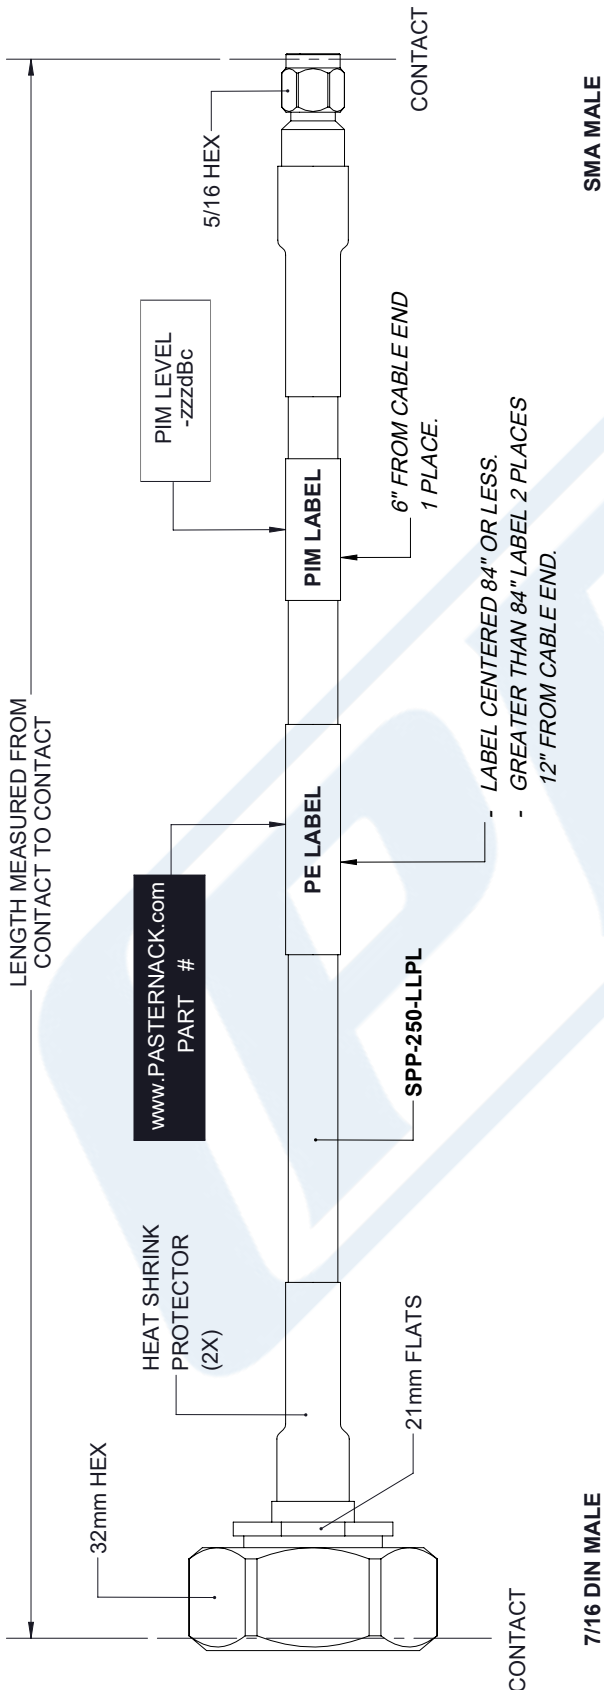 LENGTH MEASURED FROM
CONTACT TO CONTACT
32mm HEX
HEAT SHRINK
PROTECTOR
(2X)
www.PASTERNACK.com
PART #
PIM LEVEL
-zzzdBc
5/16 HEX
PE LABEL
PIM LABEL
21mm FLATS
SPP-250-LLPL
6" FROM CABLE END
1 PLACE.
- LABEL CENTERED 84" OR LESS.
- GREATER THAN 84" LABEL 2 PLACES
12" FROM CABLE END.
CONTACT
CONTACT
7/16 DIN MALE
SMA MALE